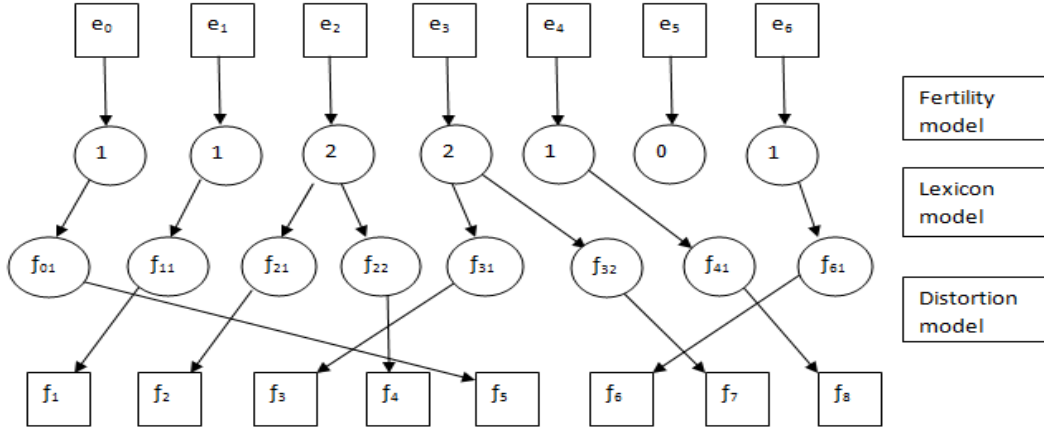 e₀ e₁ e₂ e₃ e₄ e₅ e₆
Fertility
model
1 1 2 2 1 0 1
Lexicon
model
f₀₁ f₁₁ f₂₁ f₂₂ f₃₁ f₃₂ f₄₁ f₆₁
Distortion
model
f₁ f₂ f₃ f₄ f₅ f₆ f₇ f₈